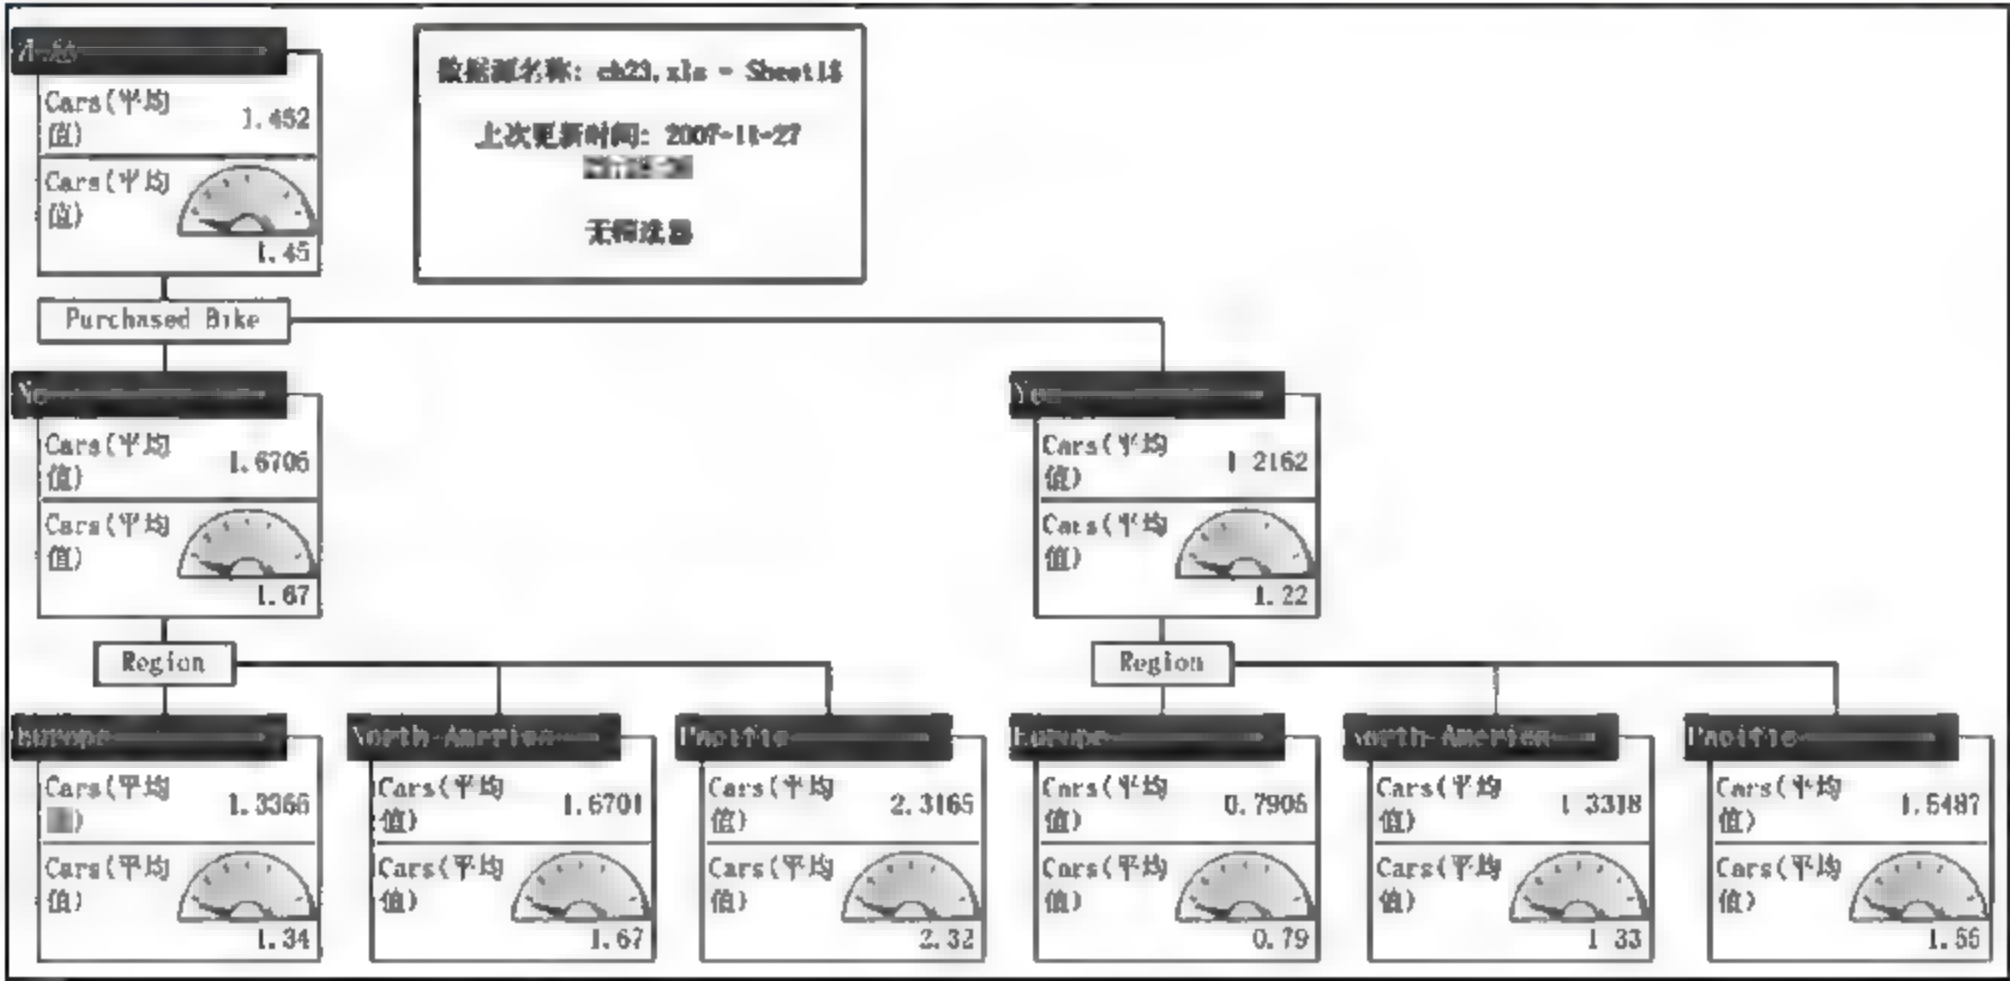 Cars(平均
值)
1.452
Cars(平均
值)
1.45
数据源名称: ch23.xls - Sheet1$
上次更新时间: 2007-11-27
无筛选器
Purchased Bike
No
Cars(平均
值)
1.6705
Cars(平均
值)
1.67
Yes
Cars(平均
值)
1.2162
Cars(平均
值)
1.22
Region
Region
Europe
Cars(平均
1.3366
Cars(平均
值)
1.34
North America
Cars(平均
值)
1.6701
Cars(平均
值)
1.67
Pacific
Cars(平均
值)
2.3165
Cars(平均
值)
2.32
Europe
Cars(平均
值)
0.7905
Cars(平均
值)
0.79
North America
Cars(平均
值)
1.3318
Cars(平均
值)
1.33
Pacific
Cars(平均
值)
1.5487
Cars(平均
值)
1.55